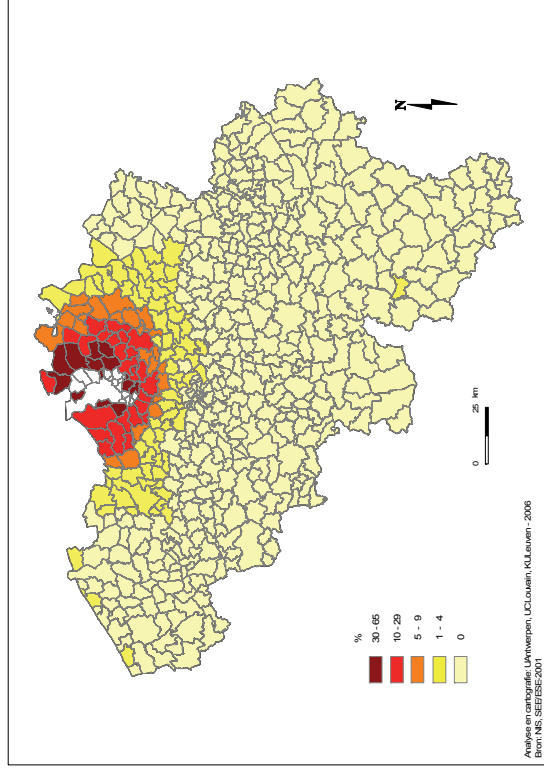 N
0 25 km
%
30 - 65
10 - 29
5 - 9
1 - 4
0
Analyse en cartografie: UAntwerpen, UCLouvain, KULeuven - 2006
Bron: NIS, SEE/ESE-2001